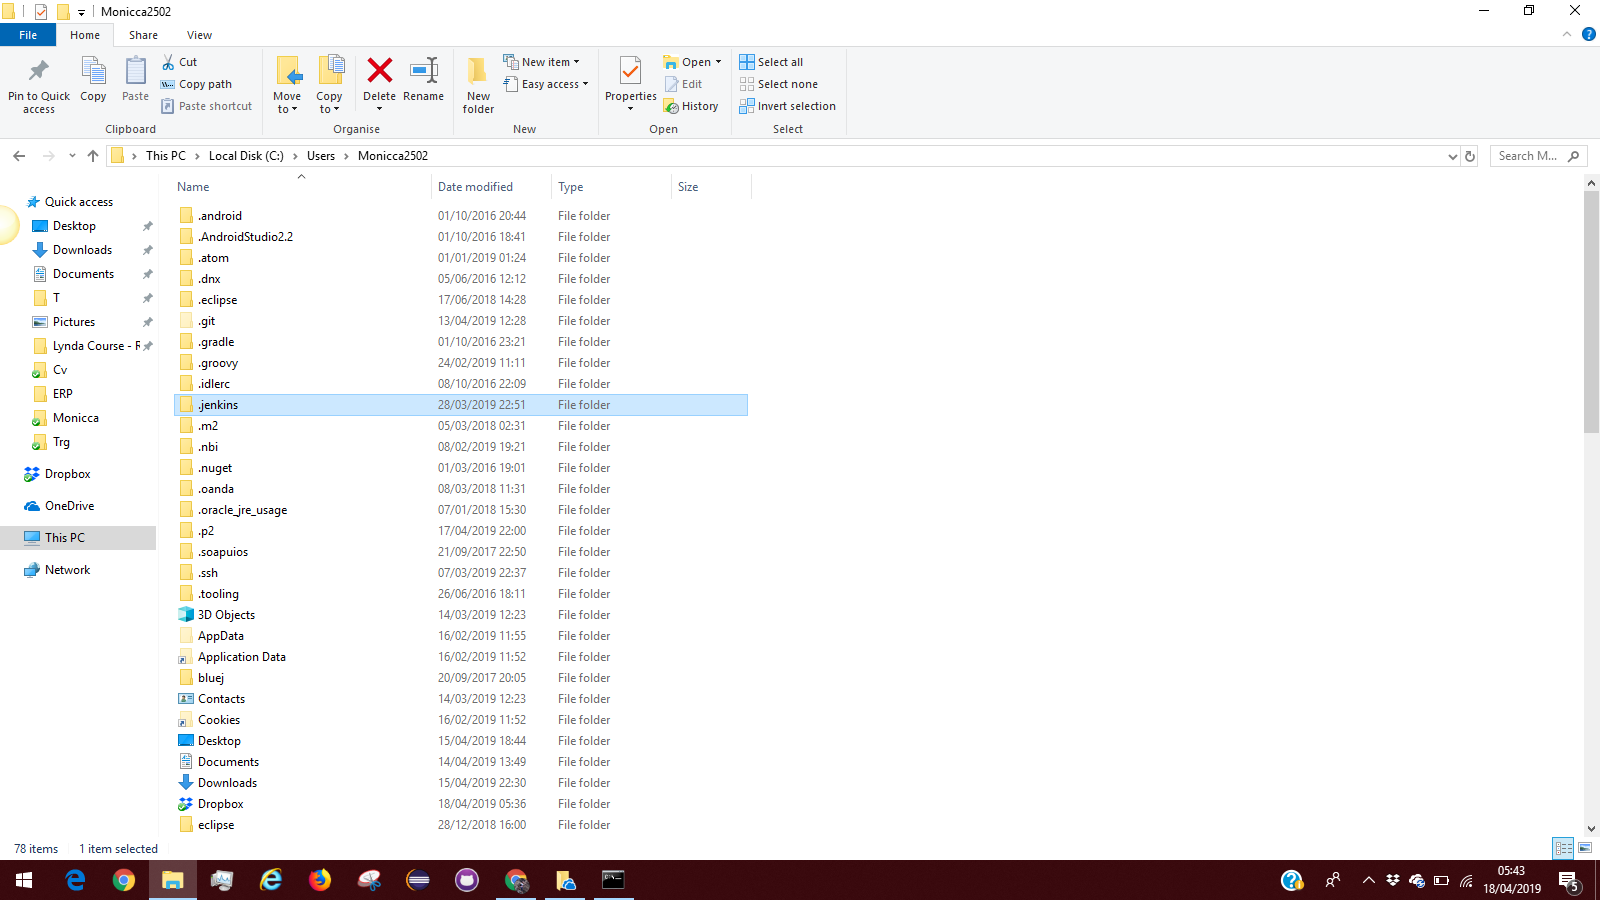 Monicca2502
File
Home
Share
View
Pin to Quick access
Copy
Paste
Cut
Copy path
Paste shortcut
Clipboard
Move to
Copy to
Delete
Rename
Organise
New folder
New item
Easy access
New
Properties
Open
Edit
History
Open
Select all
Select none
Invert selection
Select
This PC > Local Disk (C:) > Users > Monicca2502
Search M...
Quick access
Desktop
Downloads
Documents
T
Pictures
Lynda Course - R
Cv
ERP
Monicca
Trg
Dropbox
OneDrive
This PC
Network
Name Date modified Type Size
.android 01/10/2016 20:44 File folder
.AndroidStudio2.2 01/10/2016 18:41 File folder
.atom 01/01/2019 01:24 File folder
.dnx 05/06/2016 12:12 File folder
.eclipse 17/06/2018 14:28 File folder
.git 13/04/2019 12:28 File folder
.gradle 01/10/2016 23:21 File folder
.groovy 24/02/2019 11:11 File folder
.idlerc 08/10/2016 22:09 File folder
.jenkins 28/03/2019 22:51 File folder
.m2 05/03/2018 02:31 File folder
.nbi 08/02/2019 19:21 File folder
.nuget 01/03/2016 19:01 File folder
.oanda 08/03/2018 11:31 File folder
.oracle_jre_usage 07/01/2018 15:30 File folder
.p2 17/04/2019 22:00 File folder
.soapuios 21/09/2017 22:50 File folder
.ssh 07/03/2019 22:37 File folder
.tooling 26/06/2016 18:11 File folder
3D Objects 14/03/2019 12:23 File folder
AppData 16/02/2019 11:55 File folder
Application Data 16/02/2019 11:52 File folder
bluej 20/09/2017 20:05 File folder
Contacts 14/03/2019 12:23 File folder
Cookies 16/02/2019 11:52 File folder
Desktop 15/04/2019 18:44 File folder
Documents 14/04/2019 13:49 File folder
Downloads 15/04/2019 22:30 File folder
Dropbox 18/04/2019 05:36 File folder
eclipse 28/12/2018 16:00 File folder
78 items 1 item selected
05:43
18/04/2019
5